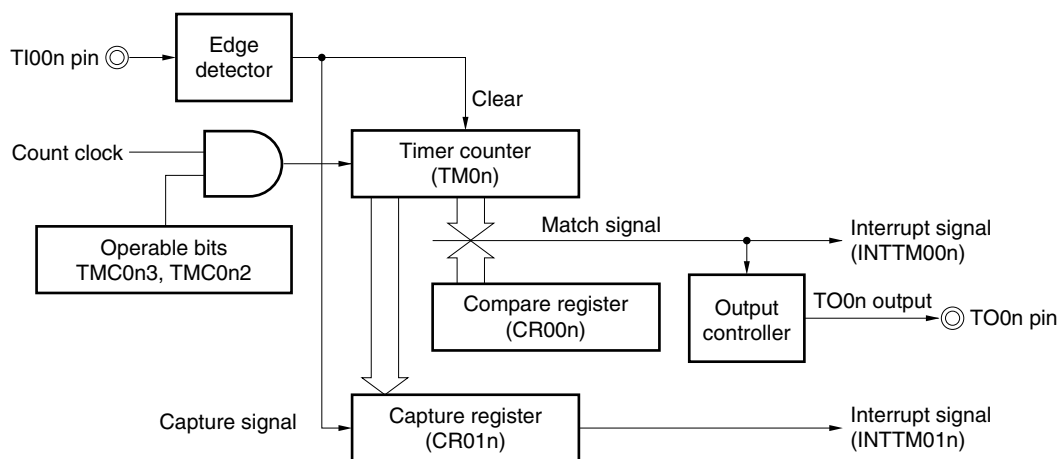 TI00n pin
Edge
detector
Clear
Count clock
Timer counter
(TM0n)
Operable bits
TMC0n3, TMC0n2
Match signal
Interrupt signal
(INTTM00n)
Compare register
(CR00n)
Output
controller
TO0n output
TO0n pin
Capture signal
Capture register
(CR01n)
Interrupt signal
(INTTM01n)